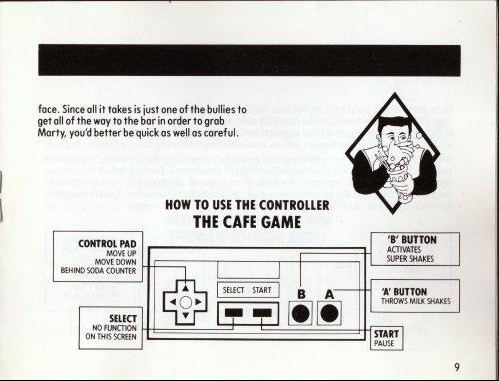 face. Since all it takes is just one of the bullies to
get all of the way to the bar in order to grab
Marty, you'd better be quick as well as careful.
HOW TO USE THE CONTROLLER
THE CAFE GAME
CONTROL PAD
MOVE UP
MOVE DOWN
BEHIND SODA COUNTER
SELECT
NO FUNCTION
ON THIS SCREEN
SELECT START
B A
'B' BUTTON
ACTIVATES
SUPER SHAKES
'A' BUTTON
THROWS MILK SHAKES
START
PAUSE
9